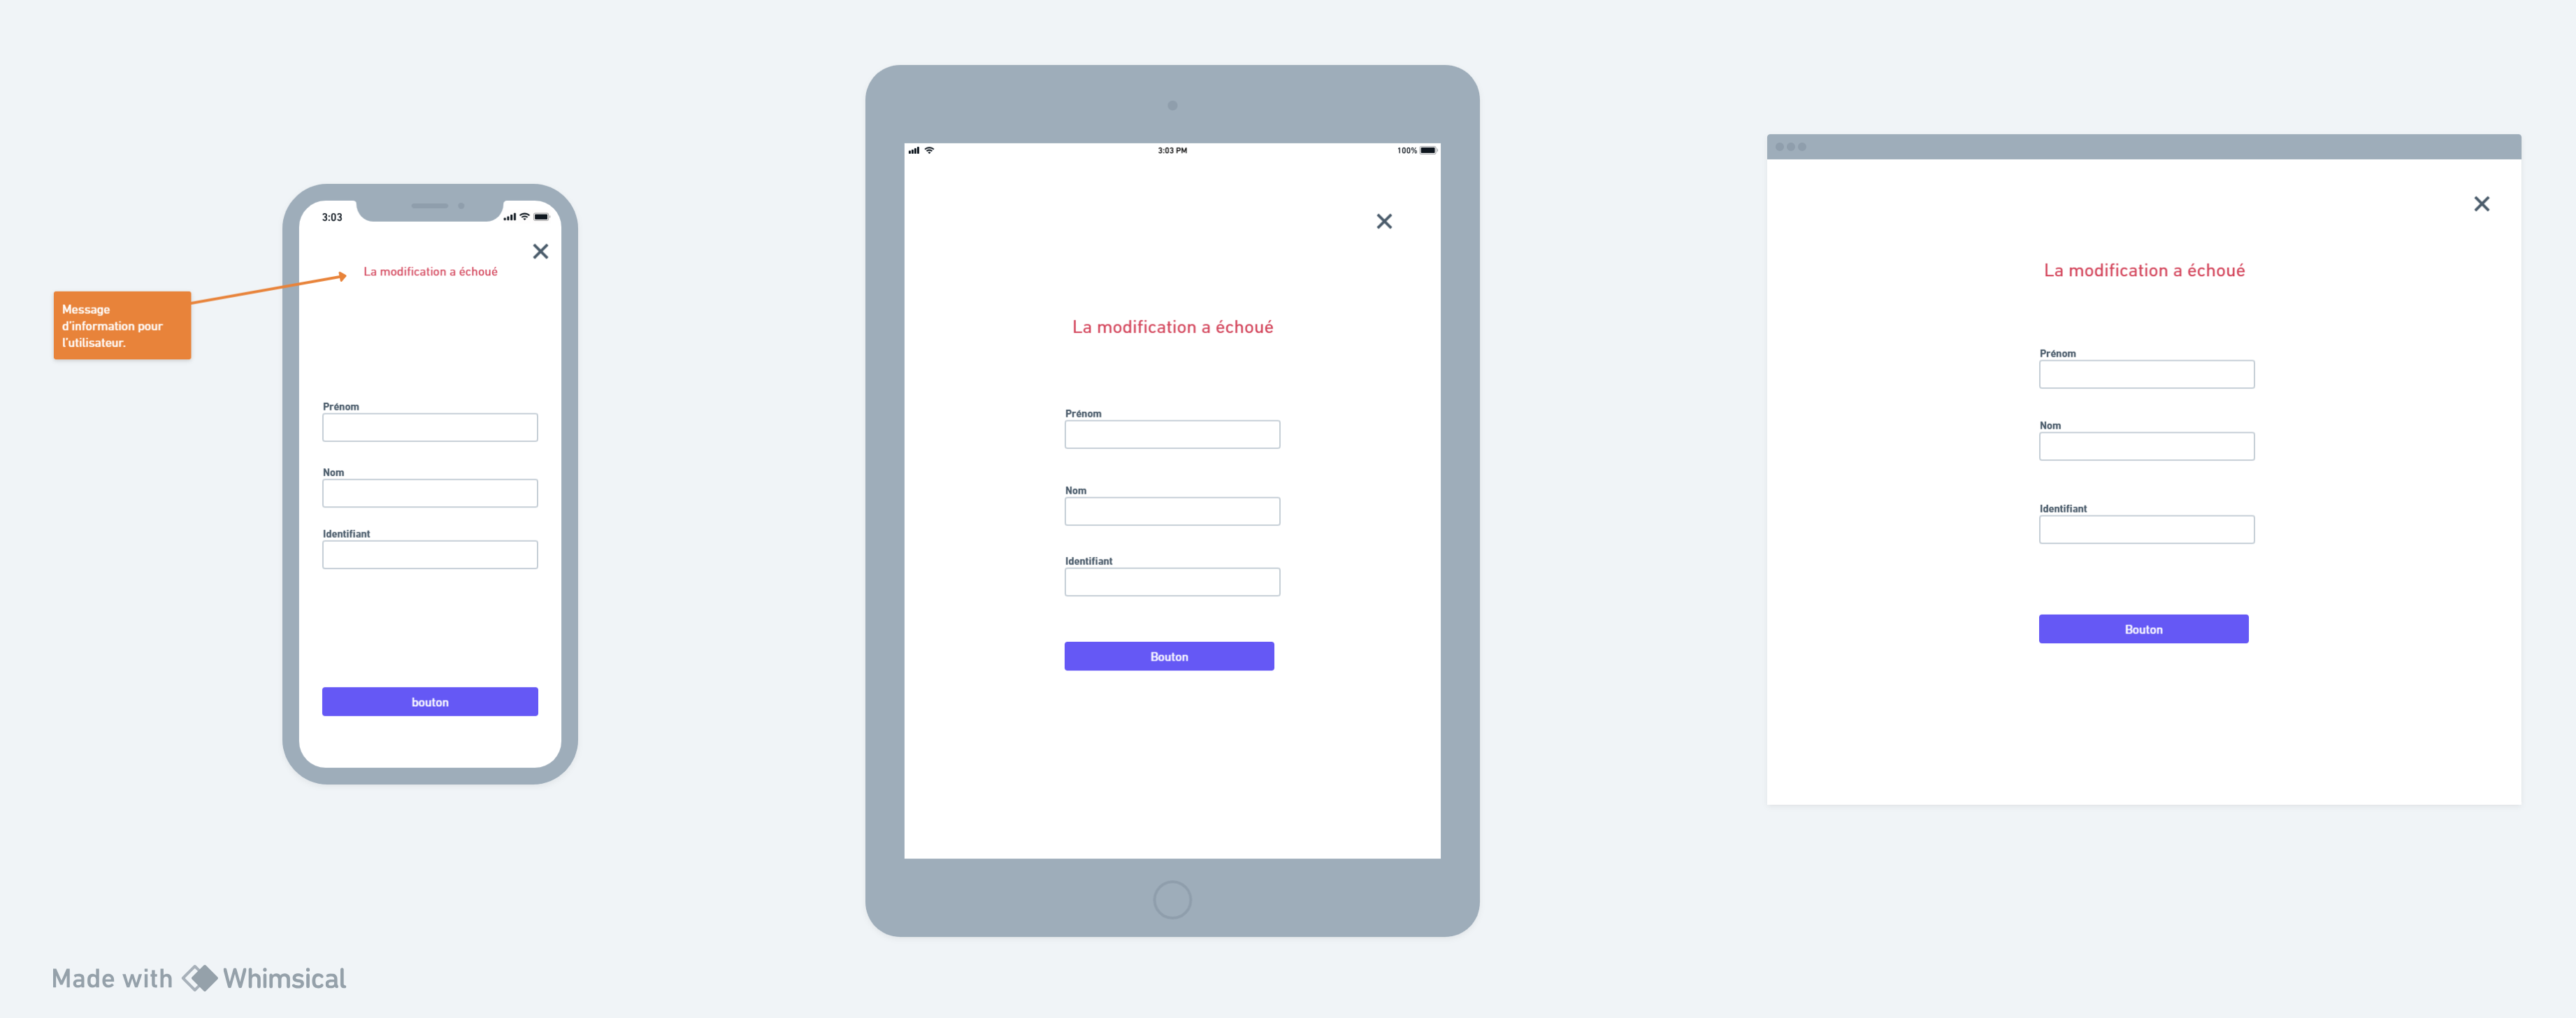 Message
d'information pour
l'utilisateur.
3:03
La modification a échoué
Prénom
Nom
Identifiant
bouton
3:03 PM
100%
La modification a échoué
Prénom
Nom
Identifiant
Bouton
La modification a échoué
Prénom
Nom
Identifiant
Bouton
Made with Whimsical